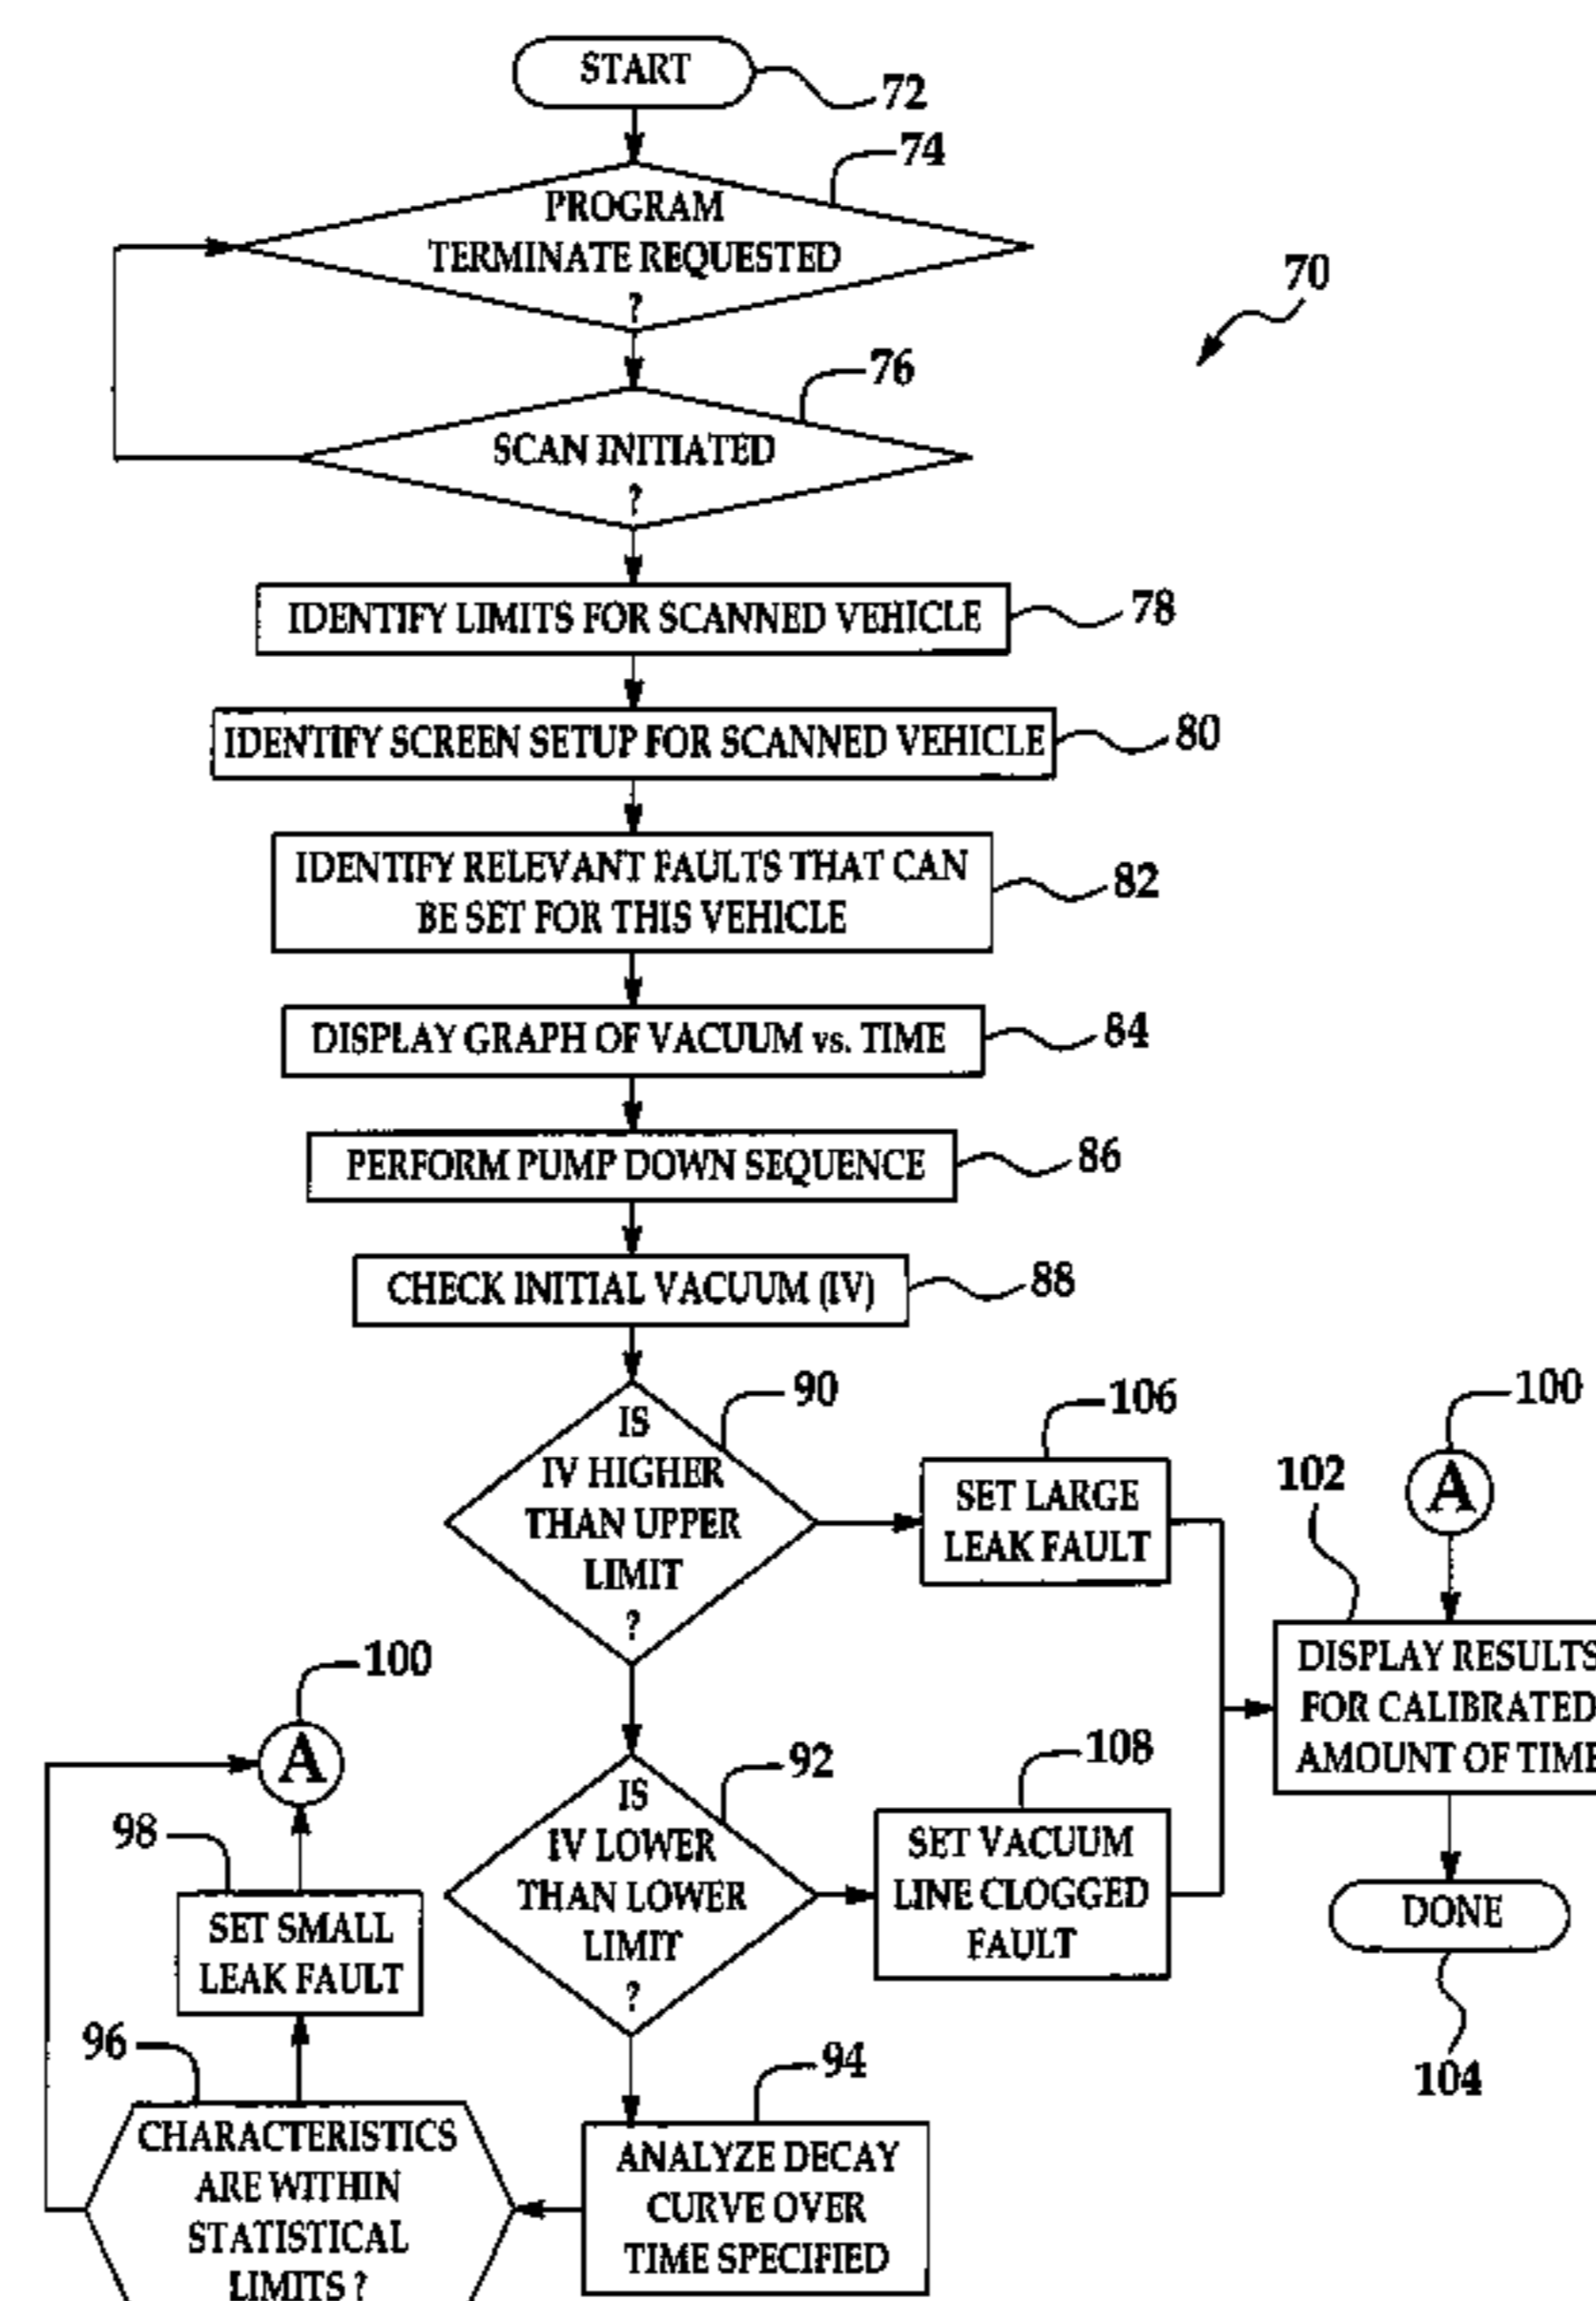 START
72
74
PROGRAM
TERMINATE REQUESTED
?
70
76
SCAN INITIATED
?
IDENTIFY LIMITS FOR SCANNED VEHICLE
78
IDENTIFY SCREEN SETUP FOR SCANNED VEHICLE
80
IDENTIFY RELEVANT FAULTS THAT CAN
BE SET FOR THIS VEHICLE
82
DISPLAY GRAPH OF VACUUM vs. TIME
84
PERFORM PUMP DOWN SEQUENCE
86
CHECK INITIAL VACUUM (IV)
88
90
IS
IV HIGHER
THAN UPPER
LIMIT
?
106
SET LARGE
LEAK FAULT
100
A
102
DISPLAY RESULTS
FOR CALIBRATED
AMOUNT OF TIME
DONE
104
100
A
92
IS
IV LOWER
THAN LOWER
LIMIT
?
108
SET VACUUM
LINE CLOGGED
FAULT
98
SET SMALL
LEAK FAULT
96
CHARACTERISTICS
ARE WITHIN
STATISTICAL
LIMITS ?
94
ANALYZE DECAY
CURVE OVER
TIME SPECIFIED